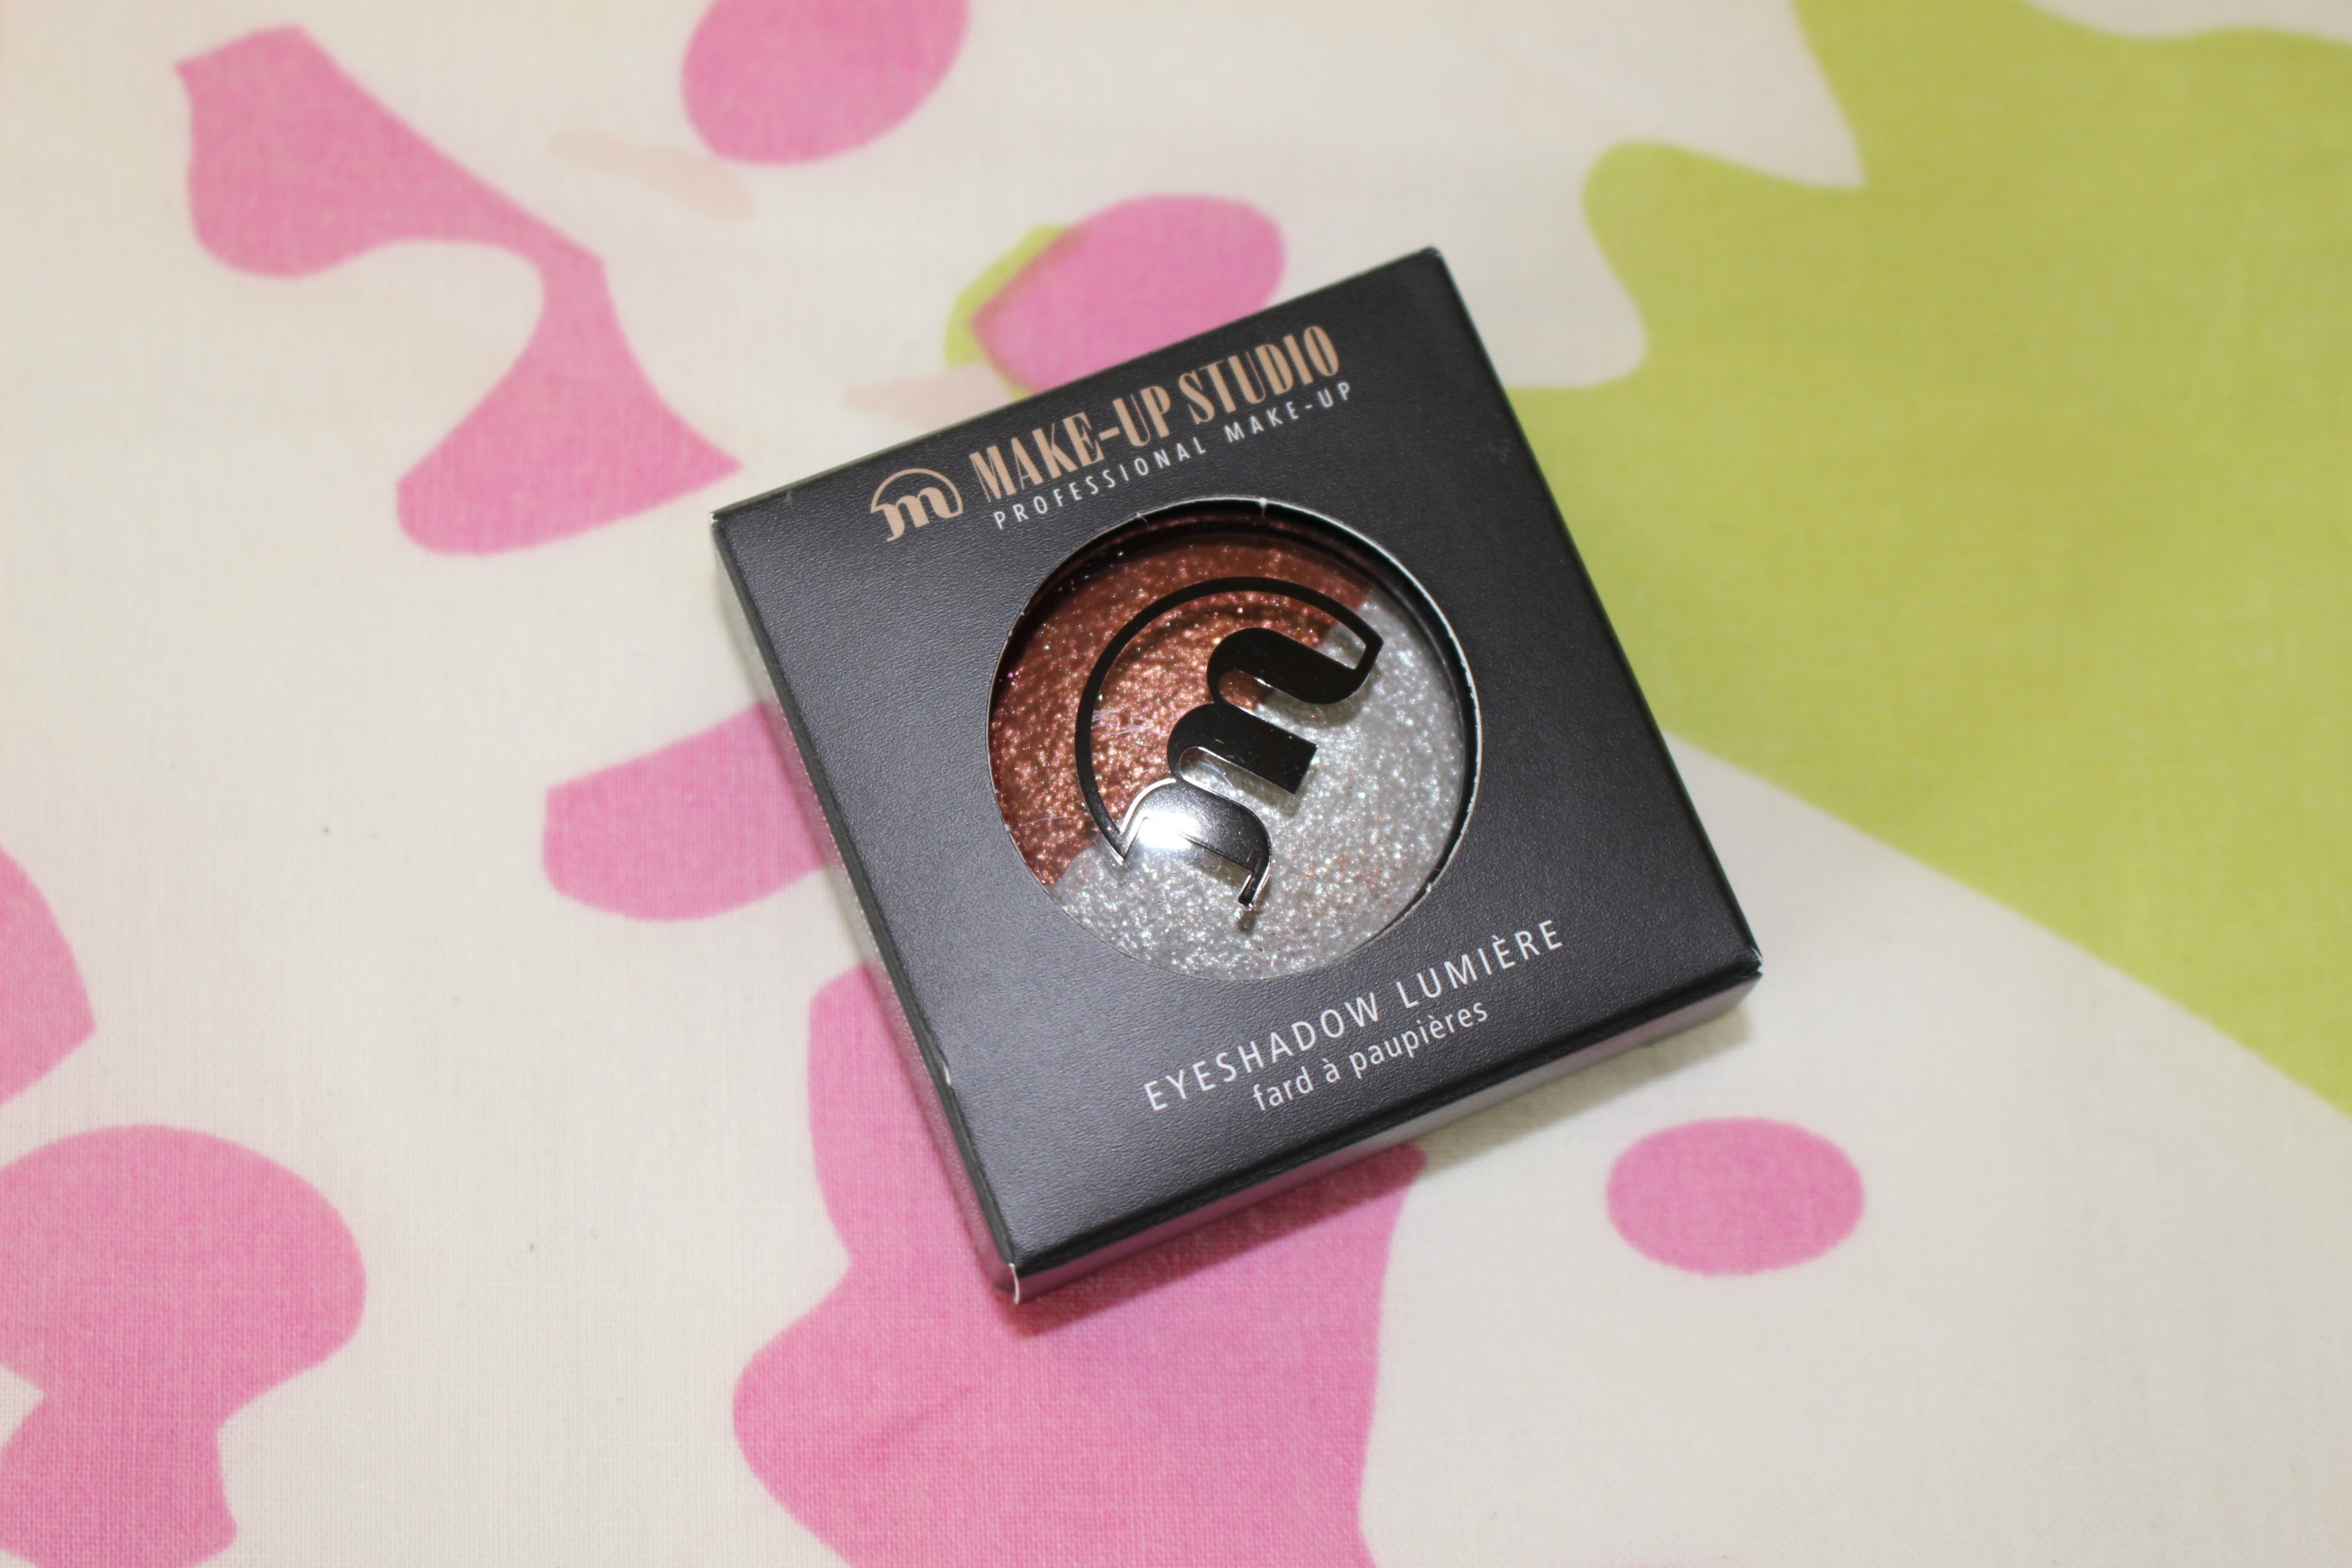 m MAKE-UP STUDIO
PROFESSIONAL MAKE-UP
m
EYESHADOW LUMIÈRE
fard à paupières